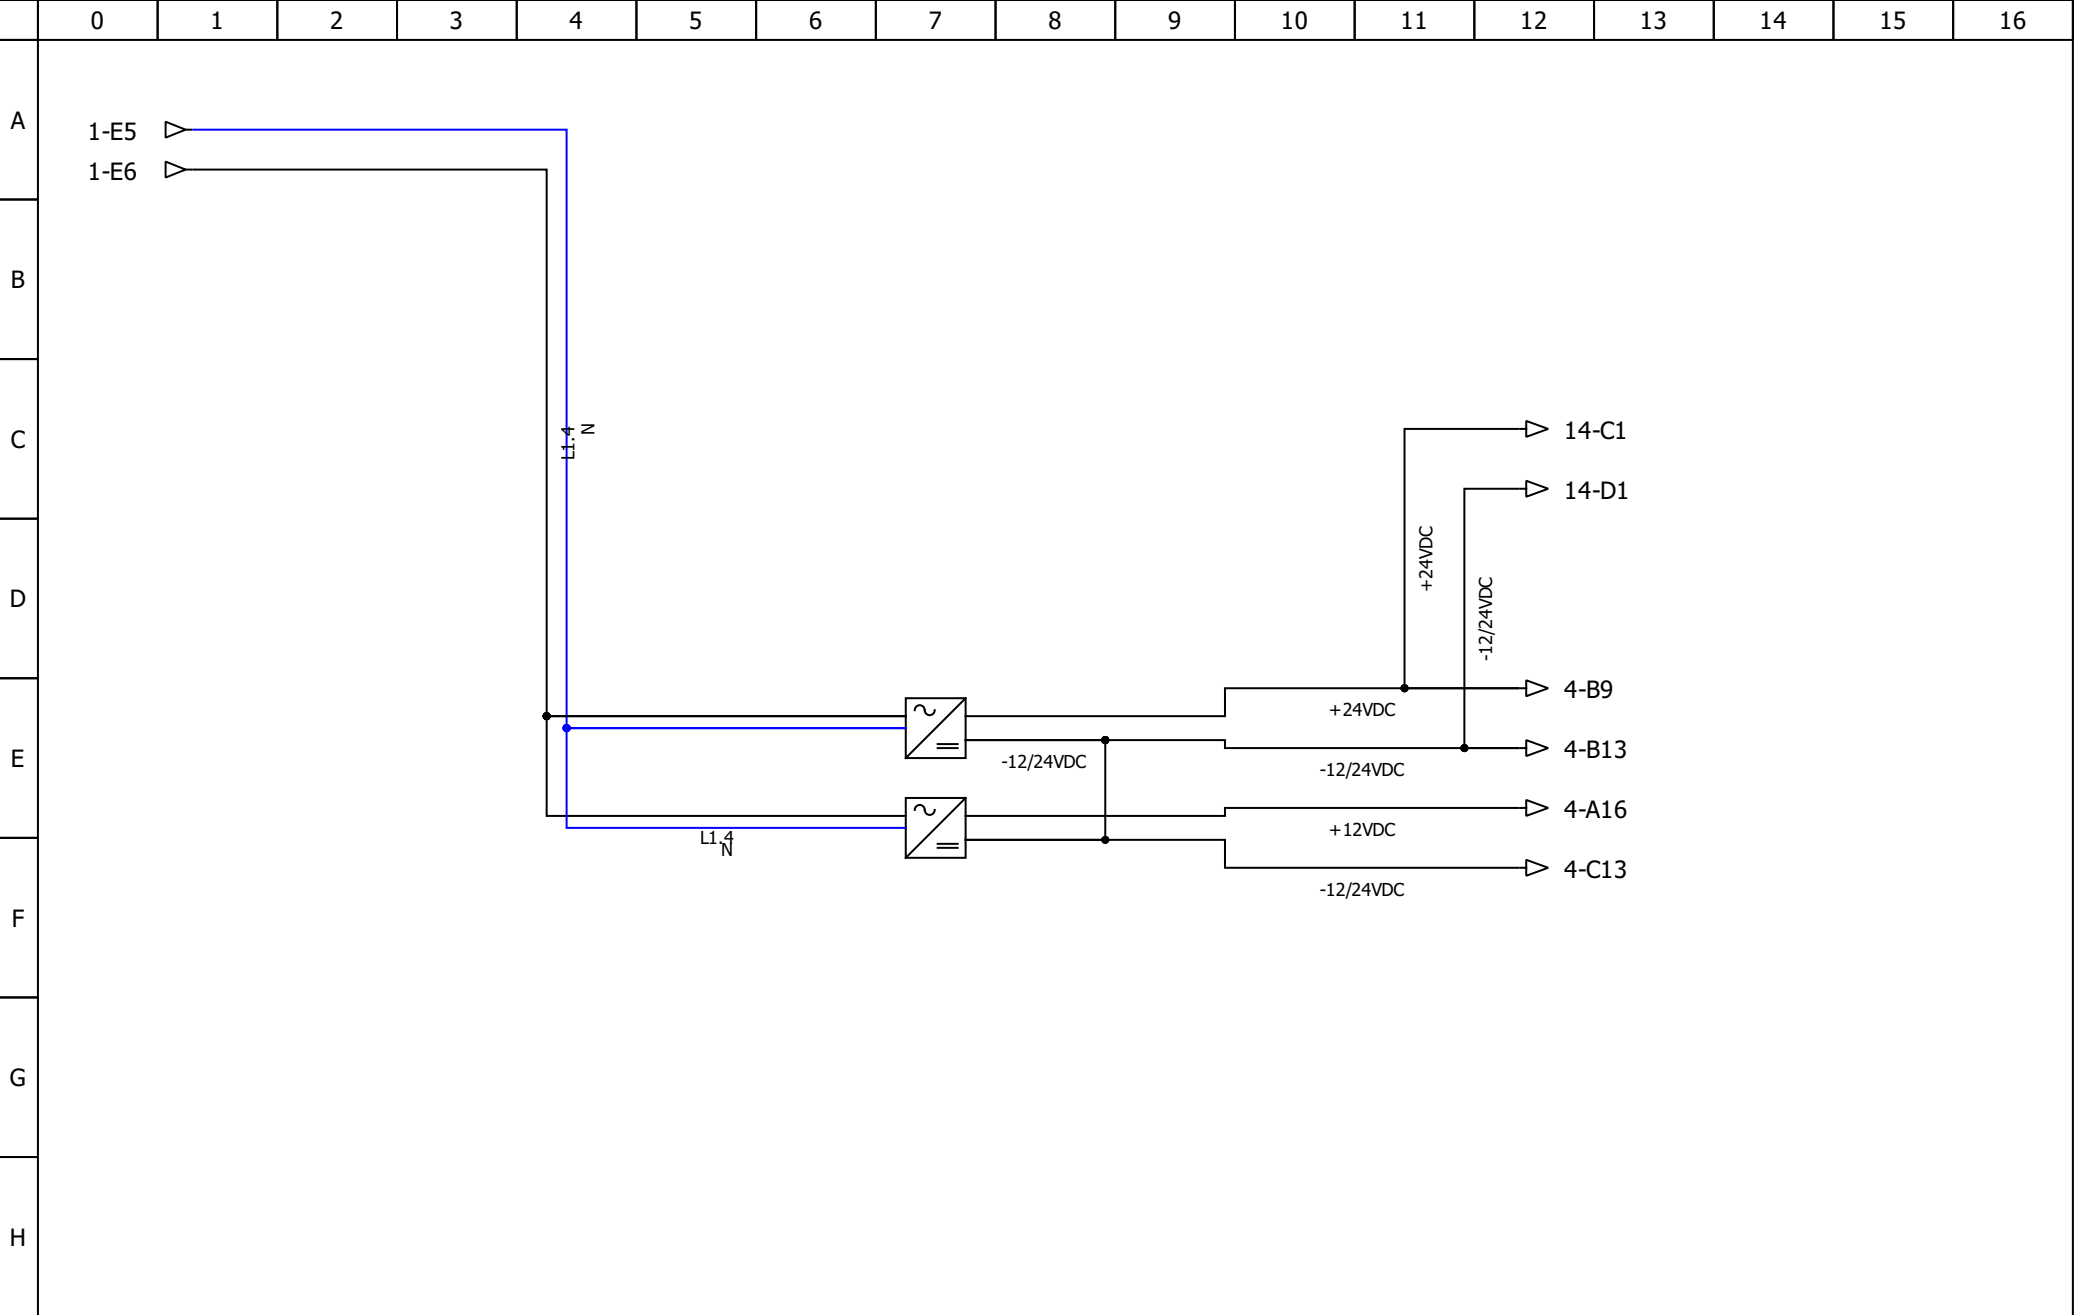 0 1 2 3 4 5 6 7 8 9 10 11 12 13 14 15 16
A
1-E5
1-E6
B
C
L1.4
N
14-C1
14-D1
D
+24VDC
-12/24VDC
4-B9
+24VDC
E
-12/24VDC
4-B13
-12/24VDC
4-A16
+12VDC
L1.4
N
4-C13
-12/24VDC
F
G
H